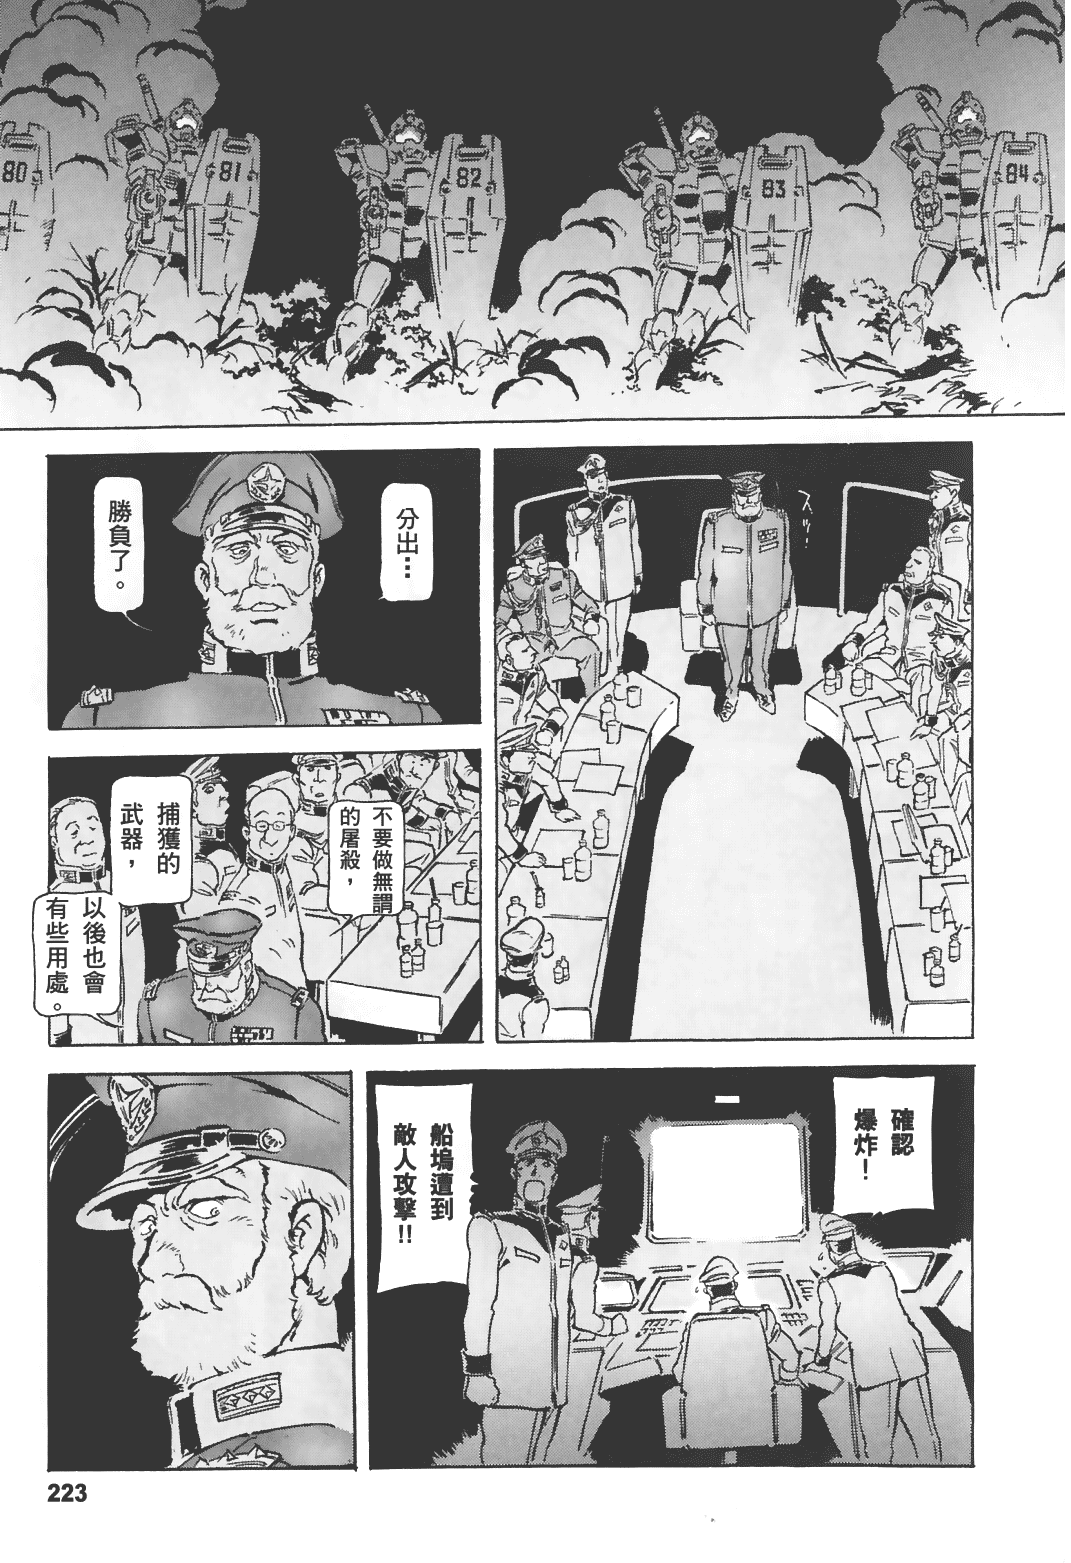 80
81
82
83
84
スッ…
分出…
勝負了。
不要做無謂
的屠殺，
捕獲的
武器，
以後也會
有些用處。
確認
爆炸！
船塢遭到
敵人攻擊!!
223